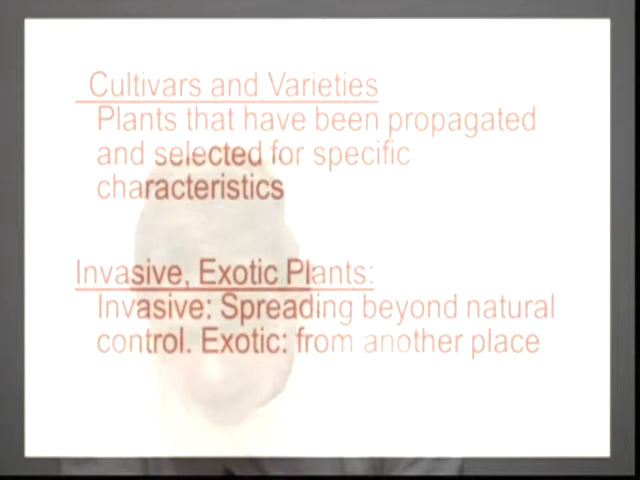 Cultivars and Varieties
Plants that have been propagated
and selected for specific
characteristics
Invasive, Exotic Plants:
Invasive: Spreading beyond natural
control. Exotic: from another place